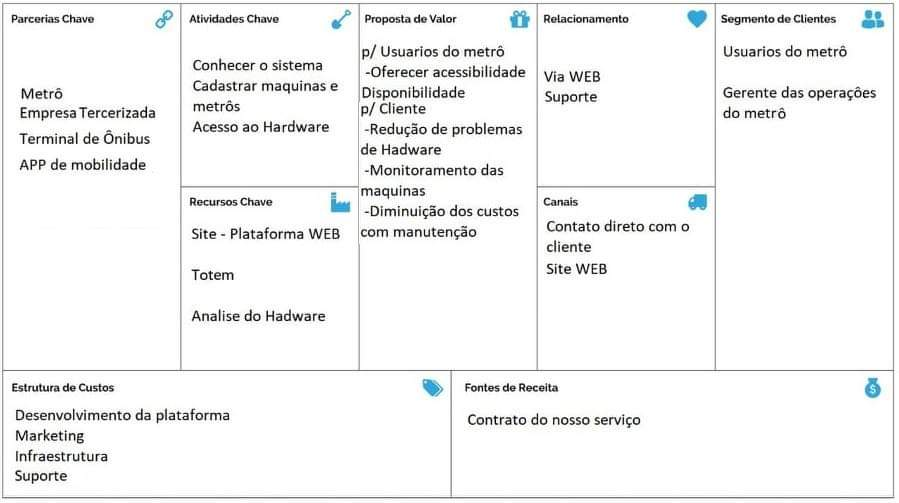 Parcerias Chave
Metrô
Empresa Tercerizada
Terminal de Ônibus
APP de mobilidade
Atividades Chave
Conhecer o sistema
Cadastrar maquinas e
metrôs
Acesso ao Hardware
Recursos Chave
Site - Plataforma WEB
Totem
Analise do Hadware
Proposta de Valor
p/ Usuarios do metrô
-Oferecer acessibilidade
Disponibilidade
p/ Cliente
-Redução de problemas
de Hadware
-Monitoramento das
maquinas
-Diminuição dos custos
com manutenção
Relacionamento
Via WEB
Suporte
Canais
Contato direto com o
cliente
Site WEB
Segmento de Clientes
Usuarios do metrô
Gerente das operações
do metrô
Estrutura de Custos
Desenvolvimento da plataforma
Marketing
Infraestrutura
Suporte
Fontes de Receita
$
Contrato do nosso serviço